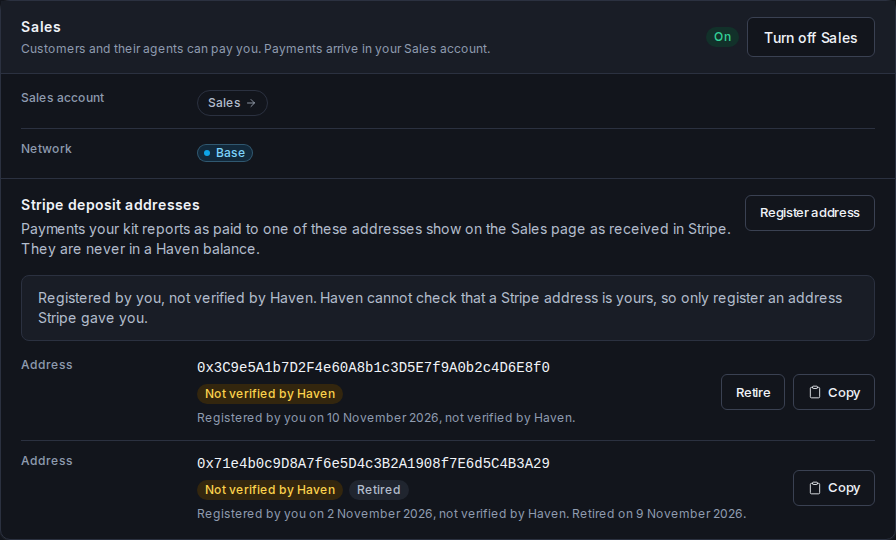 Sales
Customers and their agents can pay you. Payments arrive in your Sales account.
On
Turn off Sales
Sales account
Sales →
Network
Base
Stripe deposit addresses
Register address
Payments your kit reports as paid to one of these addresses show on the Sales page as received in Stripe.
They are never in a Haven balance.
Registered by you, not verified by Haven. Haven cannot check that a Stripe address is yours, so only register an address
Stripe gave you.
Address
0x3C9e5A1b7D2F4e60A8b1c3D5E7f9A0b2c4D6E8f0
Not verified by Haven
Registered by you on 10 November 2026, not verified by Haven.
Retire
Copy
Address
0x71e4b0c9D8A7f6e5D4c3B2A1908f7E6d5C4B3A29
Not verified by Haven
Retired
Registered by you on 2 November 2026, not verified by Haven. Retired on 9 November 2026.
Copy